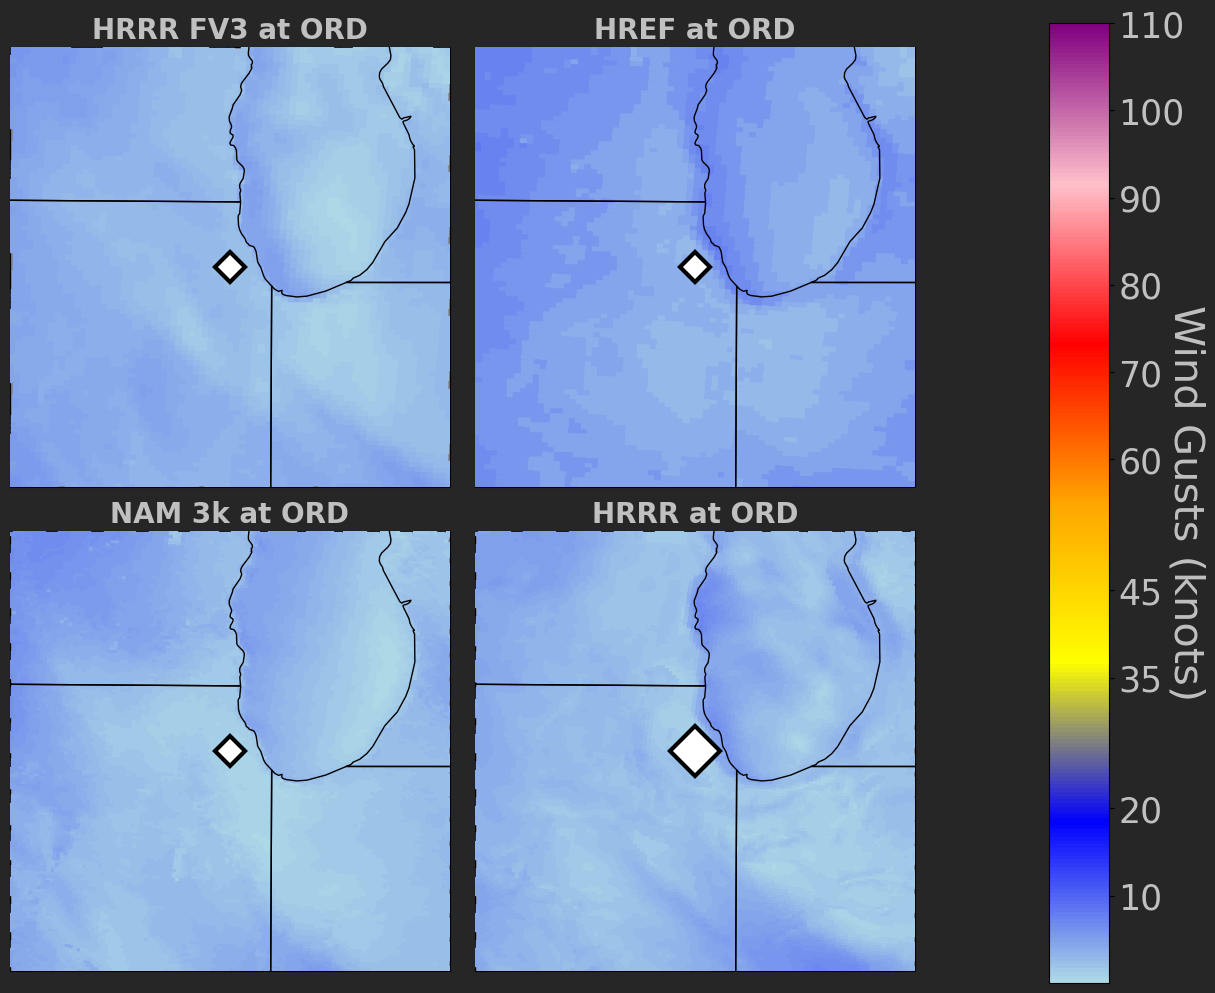 HRRR FV3 at ORD
HREF at ORD
NAM 3k at ORD
HRRR at ORD
110
100
90
80
70
60
45
35
20
10
Wind Gusts (knots)